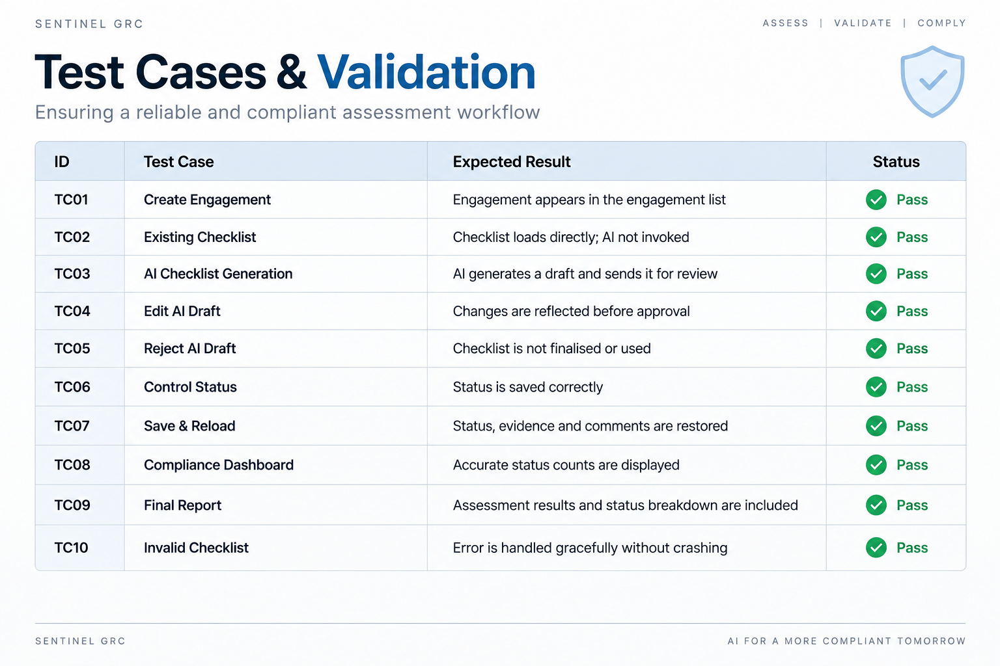 SENTINEL GRC
ASSESS | VALIDATE | COMPLY
Test Cases & Validation
Ensuring a reliable and compliant assessment workflow
ID Test Case Expected Result Status
TC01 Create Engagement Engagement appears in the engagement list Pass
TC02 Existing Checklist Checklist loads directly; AI not invoked Pass
TC03 AI Checklist Generation AI generates a draft and sends it for review Pass
TC04 Edit AI Draft Changes are reflected before approval Pass
TC05 Reject AI Draft Checklist is not finalised or used Pass
TC06 Control Status Status is saved correctly Pass
TC07 Save & Reload Status, evidence and comments are restored Pass
TC08 Compliance Dashboard Accurate status counts are displayed Pass
TC09 Final Report Assessment results and status breakdown are included Pass
TC10 Invalid Checklist Error is handled gracefully without crashing Pass
SENTINEL GRC
AI FOR A MORE COMPLIANT TOMORROW